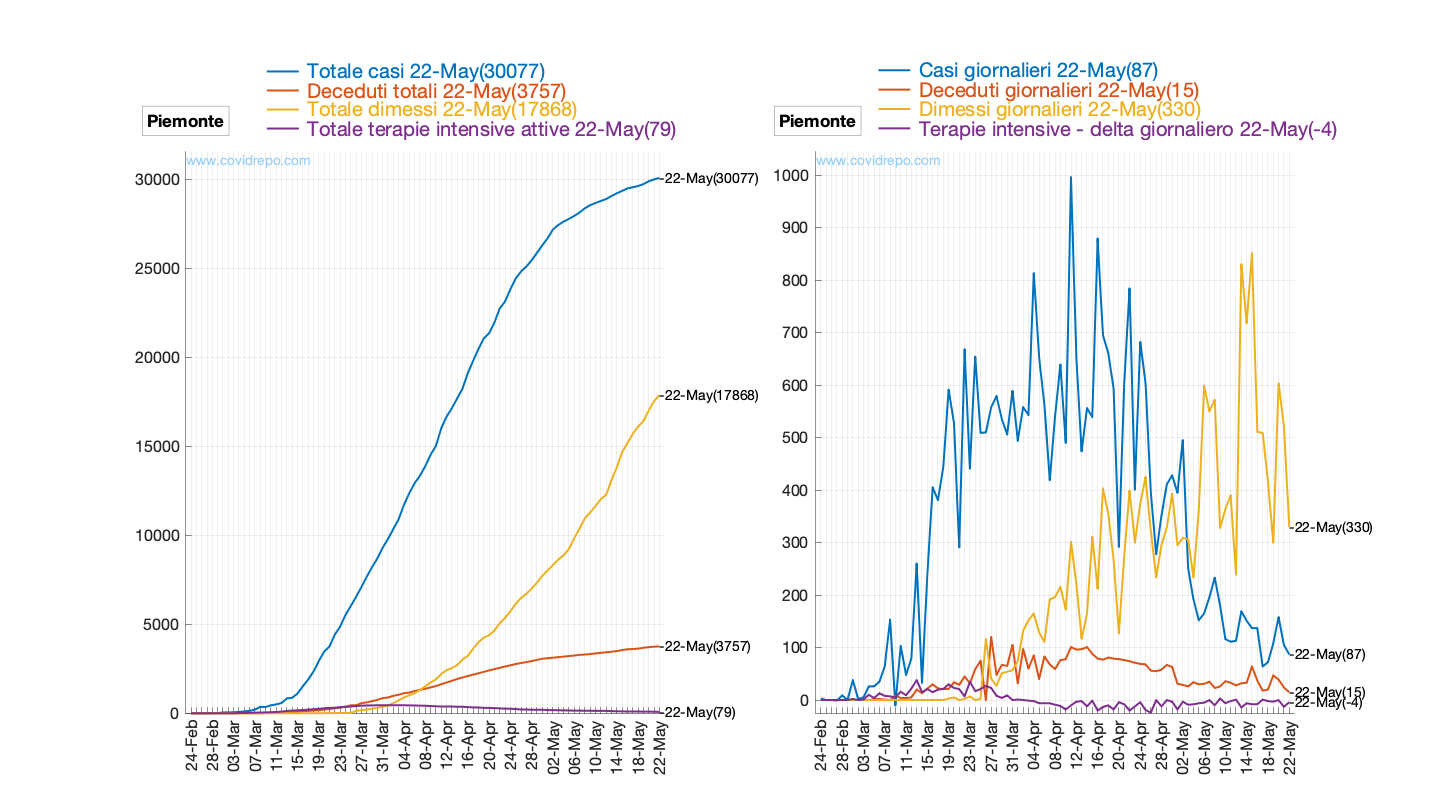 Totale casi 22-May(30077)
Deceduti totali 22-May(3757)
Totale dimessi 22-May(17868)
Totale terapie intensive attive 22-May(79)
Piemonte
www.covidrepo.com
30000
25000
20000
15000
10000
5000
0
22-May(30077)
22-May(17868)
22-May(3757)
22-May(79)
24-Feb
28-Feb
03-Mar
07-Mar
11-Mar
15-Mar
19-Mar
23-Mar
27-Mar
31-Mar
04-Apr
08-Apr
12-Apr
16-Apr
20-Apr
24-Apr
28-Apr
02-May
06-May
10-May
14-May
18-May
22-May
Casi giornalieri 22-May(87)
Deceduti giornalieri 22-May(15)
Dimessi giornalieri 22-May(330)
Terapie intensive - delta giornaliero 22-May(-4)
Piemonte
www.covidrepo.com
1000
900
800
700
600
500
400
300
200
100
0
22-May(330)
22-May(87)
22-May(15)
22-May(-4)
24-Feb
28-Feb
03-Mar
07-Mar
11-Mar
15-Mar
19-Mar
23-Mar
27-Mar
31-Mar
04-Apr
08-Apr
12-Apr
16-Apr
20-Apr
24-Apr
28-Apr
02-May
06-May
10-May
14-May
18-May
22-May